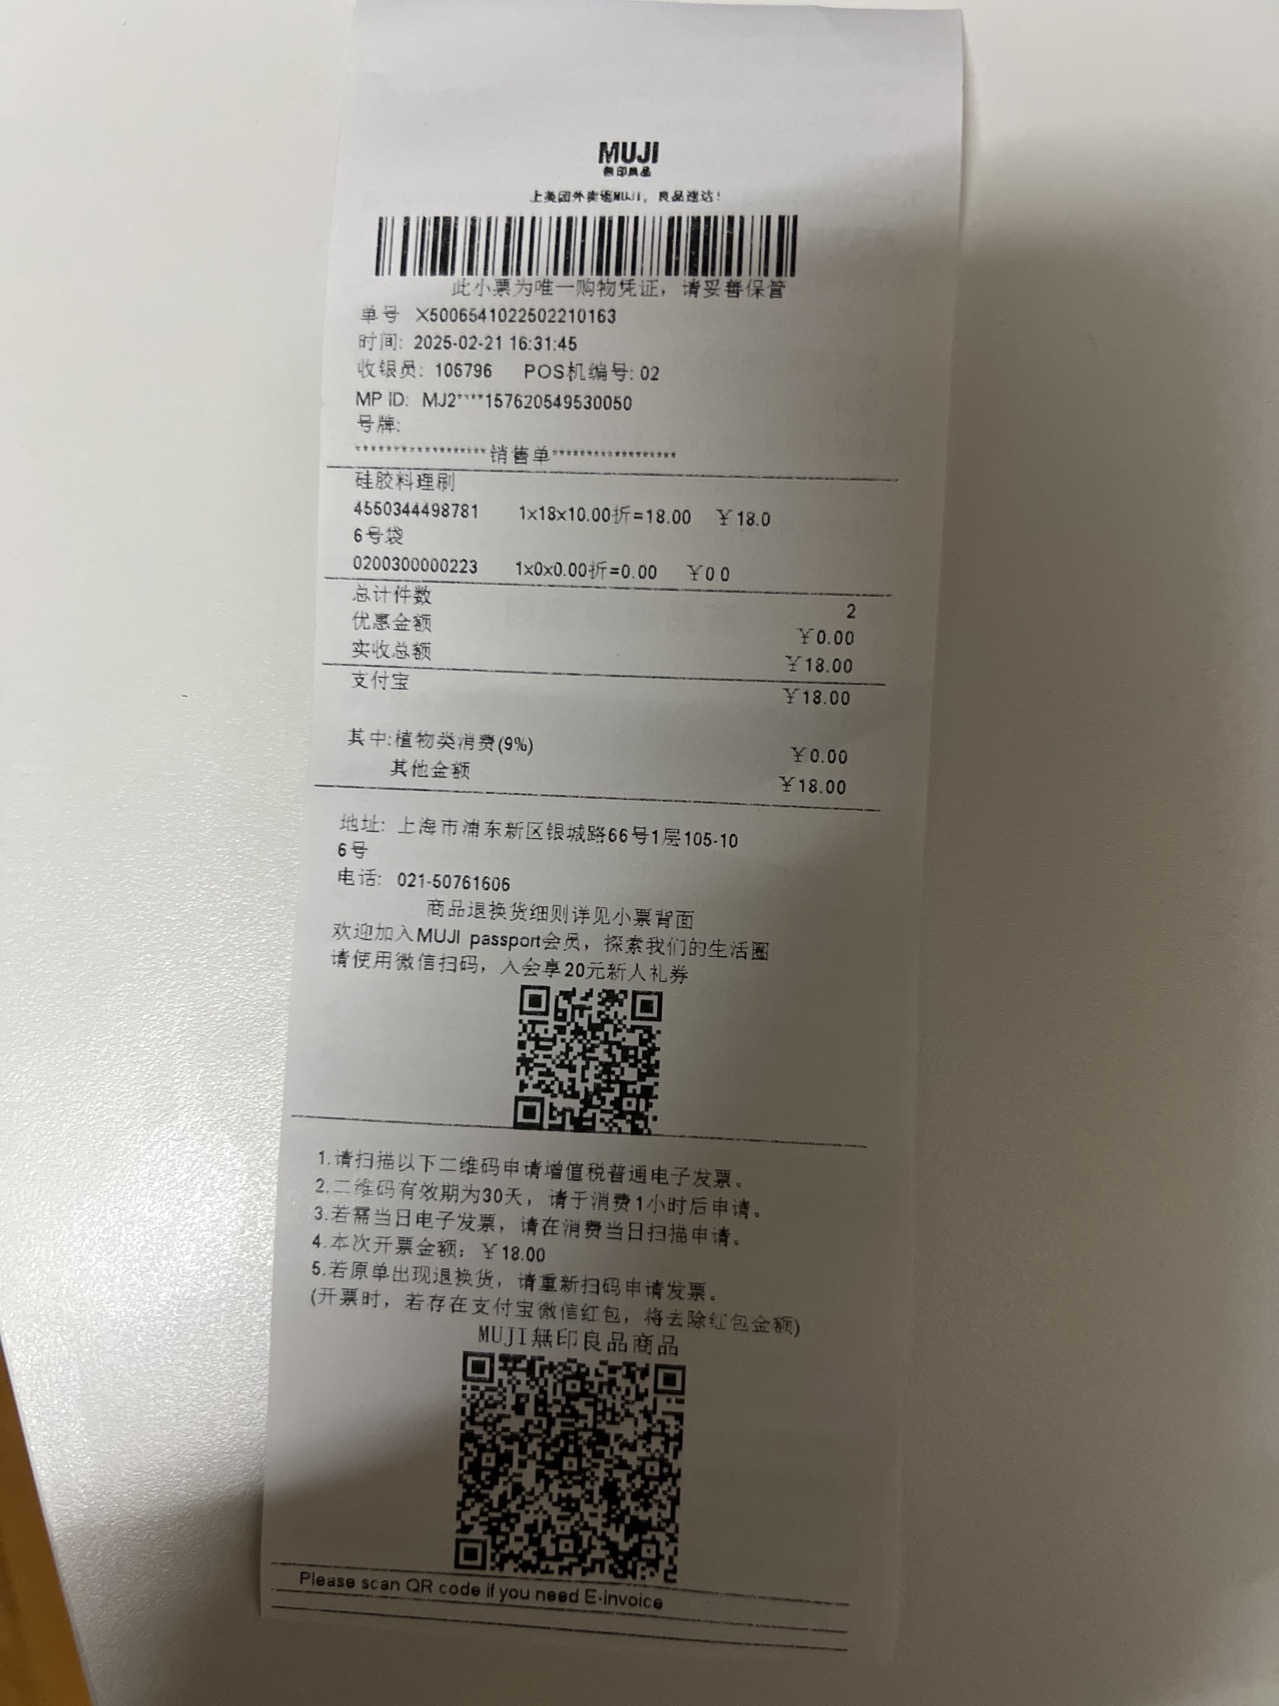 MUJI
無印良品
上美团外卖逛MUJI，良品速达！
此小票为唯一购物凭证，请妥善保管
单号 X5006541022502210163
时间: 2025-02-21 16:31:45
收银员: 106796 POS机编号: 02
MP ID: MJ2****157620549530050
号牌:
******************销售单******************
硅胶料理刷
4550344498781 1x18x10.00折=18.00 ￥18.0
6号袋
0200300000223 1x0x0.00折=0.00 ￥0 0
总计件数 2
优惠金额 ￥0.00
实收总额 ￥18.00
支付宝 ￥18.00
其中:植物类消费(9%) ￥0.00
其他金额 ￥18.00
地址: 上海市浦东新区银城路66号1层105-10
6号
电话: 021-50761606
商品退换货细则详见小票背面
欢迎加入MUJI passport会员，探索我们的生活圈
请使用微信扫码，入会享20元新人礼券
1.请扫描以下二维码申请增值税普通电子发票。
2.二维码有效期为30天，请于消费1小时后申请。
3.若需当日电子发票，请在消费当日扫描申请。
4.本次开票金额: ￥18.00
5.若原单出现退换货，请重新扫码申请发票。
(开票时，若存在支付宝微信红包，将去除红包金额)
MUJI無印良品商品
Please scan QR code if you need E-invoice